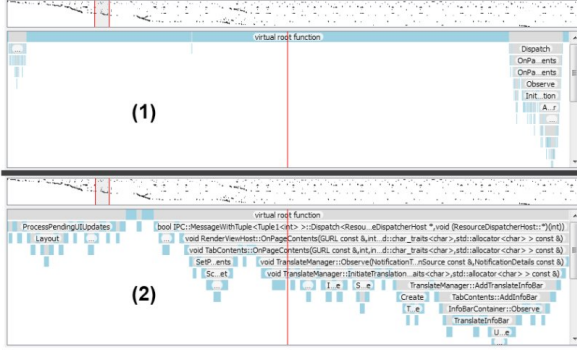 virtual root function
...
Dispatch
OnPa...ents
OnPa...ents
Observe
Init...tion
A...r
...
(1)
virtual root function
ProcessPendingUIUpdates
bool IPC::MessageWithTuple<Tuple1<int> >::Dispatch<Resou...eDispatcherHost *,void (ResourceDispatcherHost::*)(int)>
Layout
...
...
void RenderViewHost::OnPageContents(GURL const &,int...d::char_traits<char>,std::allocator<char> > const &)
void TabContents::OnPageContents(GURL const &,in...d::char_traits<char>,std::allocator<char> > const &)
SetP...ents
void TranslateManager::Observe(NotificationT...nSource const &,NotificationDetails const &)
Sc...et
void TranslateManager::InitiateTranslation...aits<char>,std::allocator<char> > const &)
...
...
I...e
S...e
TranslateManager::AddTranslateInfoBar
(2)
Create
TabContents::AddInfoBar
T...e
InfoBarContainer::Observe
TranslateInfoBar
U...e
...